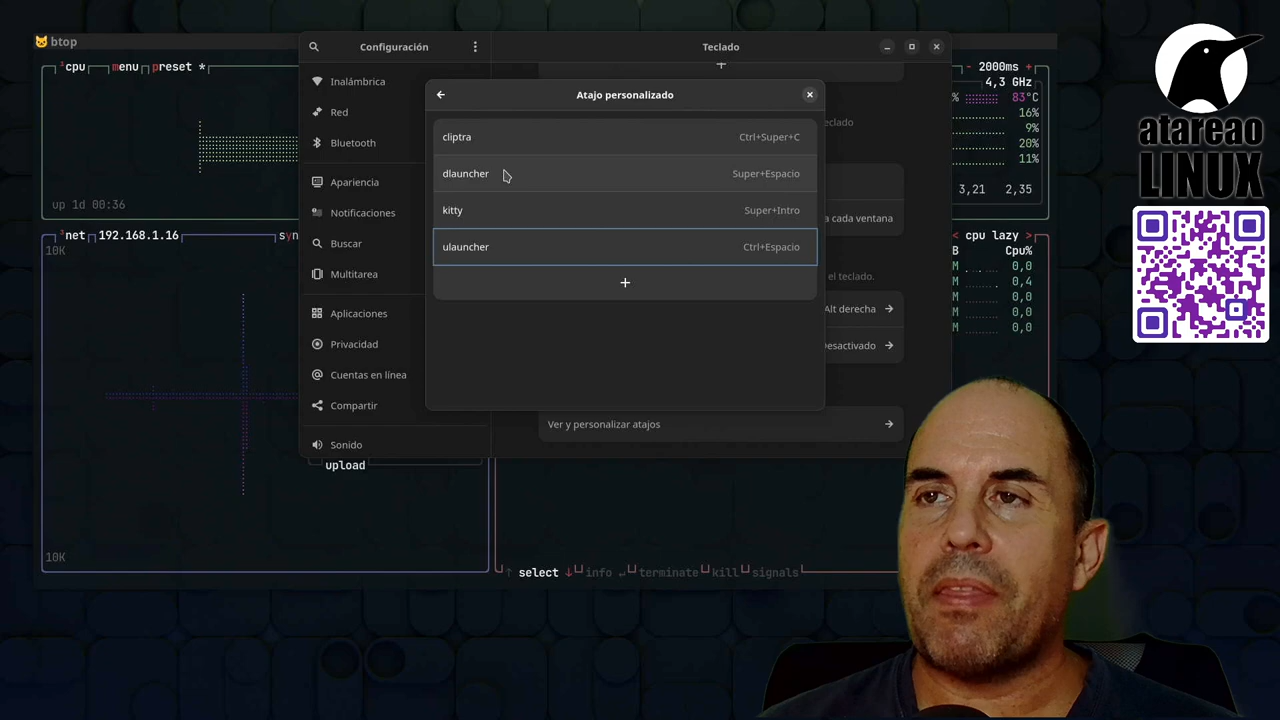 btop
¹cpu menu preset *
up 1d 00:36
³net 192.168.1.16
sy
10K
10K
upload
Configuración
Inalámbrica
Red
Bluetooth
Apariencia
Notificaciones
Buscar
Multitarea
Aplicaciones
Privacidad
Cuentas en línea
Compartir
Sonido
Teclado
eclado
a cada ventana
el teclado.
Alt derecha
esactivado
Ver y personalizar atajos
Atajo personalizado
cliptra Ctrl+Super+C
dlauncher Super+Espacio
kitty Super+Intro
ulauncher Ctrl+Espacio
+
- 2000ms +
4,3 GHz
% 83°C
16%
9%
20%
11%
3,21 2,35
< cpu lazy >
B Cpu%
M 0,0
M 0,4
M 0,0
M 0,0
M 0,0
↑ select ↓ info ↵ terminate kill signals
atareao
LINUX